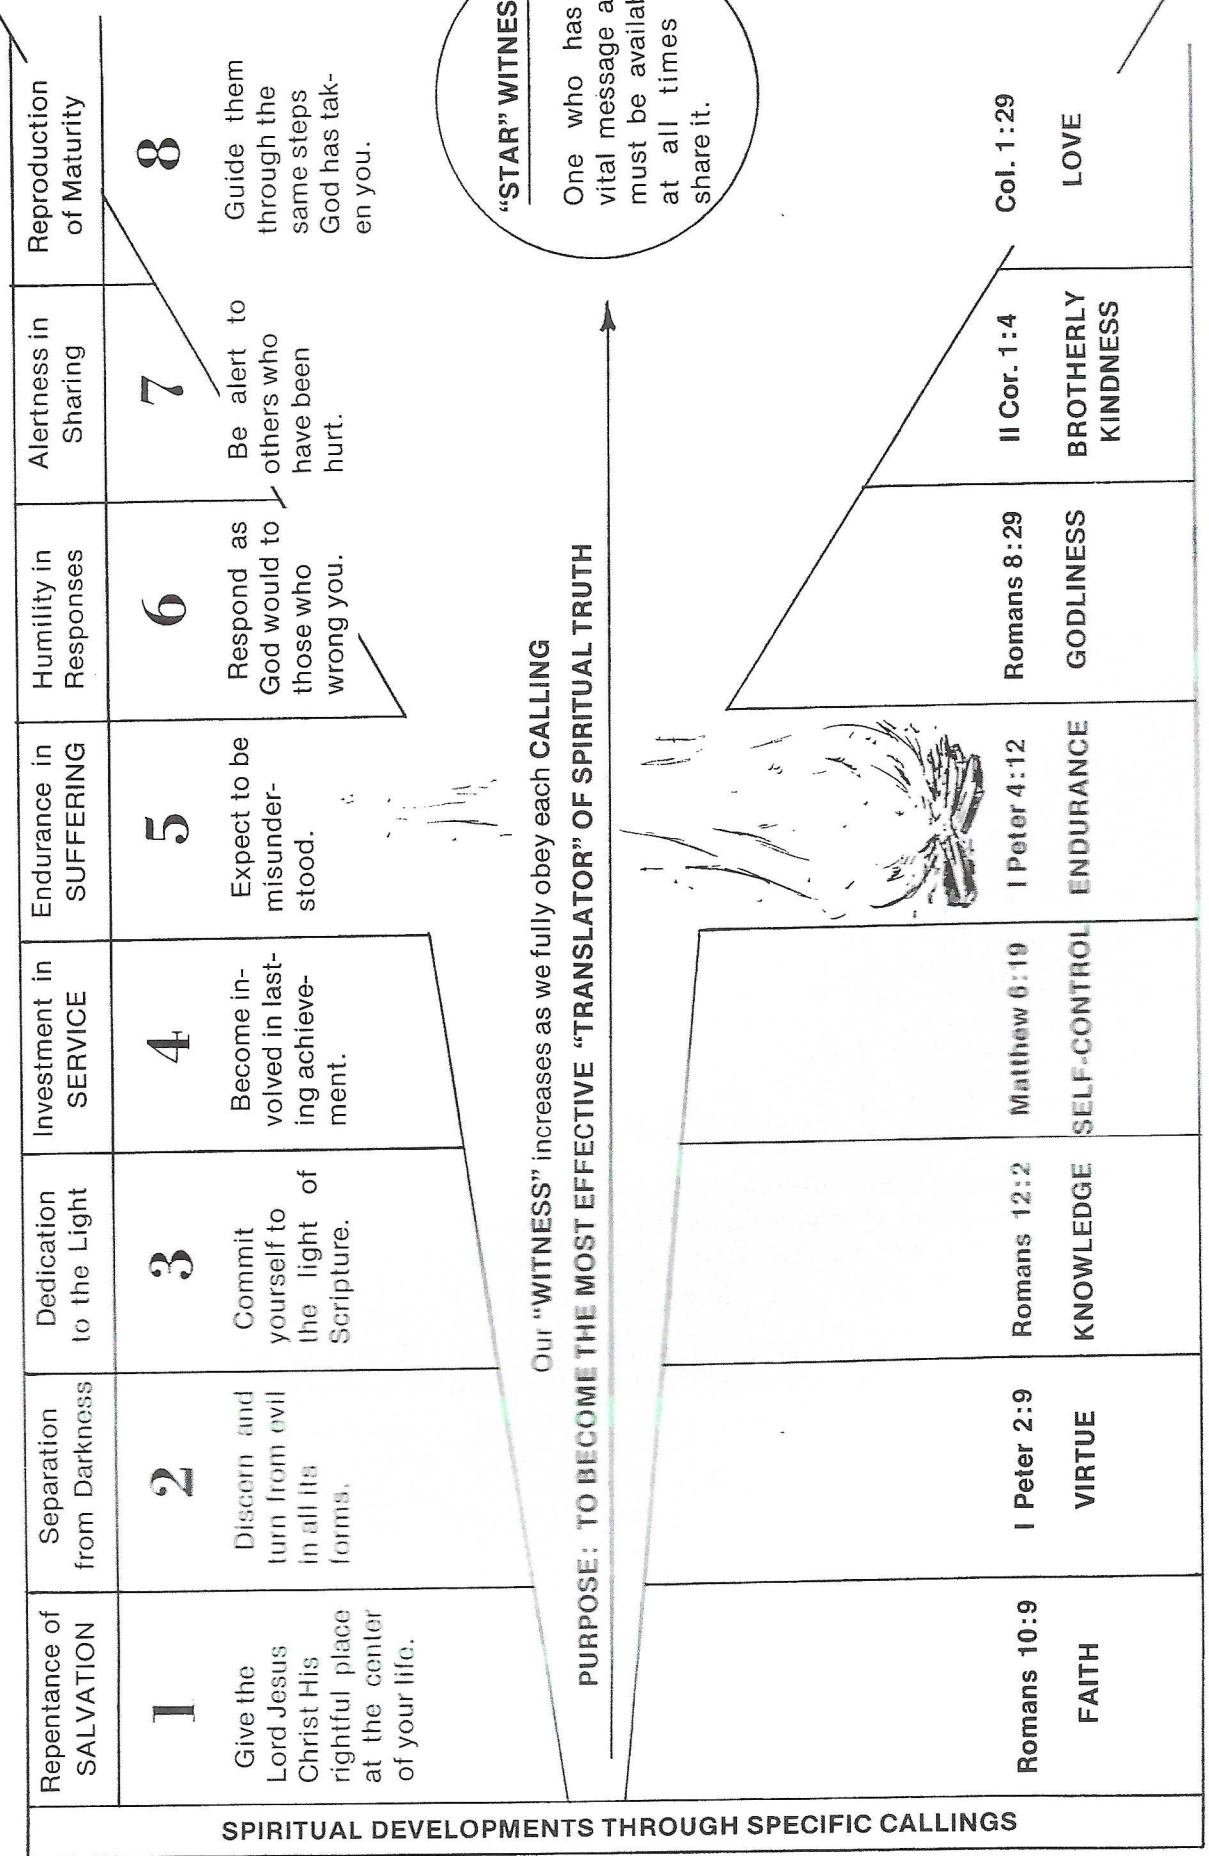 SPIRITUAL DEVELOPMENTS THROUGH SPECIFIC CALLINGS
Repentance of
SALVATION
1
Give the
Lord Jesus
Christ His
rightful place
at the center
of your life.
Romans 10:9
FAITH
Separation
from Darkness
2
Discern and
turn from evil
in all its
forms.
I Peter 2:9
VIRTUE
Dedication
to the Light
3
Commit
yourself to
the light of
Scripture.
Romans 12:2
KNOWLEDGE
Investment in
SERVICE
4
Become in-
volved in last-
ing achieve-
ment.
Matthew 6:19
SELF-CONTROL
Endurance in
SUFFERING
5
Expect to be
misunder-
stood.
I Peter 4:12
ENDURANCE
Humility in
Responses
6
Respond as
God would to
those who
wrong you.
Romans 8:29
GODLINESS
Alertness in
Sharing
7
Be alert to
others who
have been
hurt.
II Cor. 1:4
BROTHERLY
KINDNESS
Reproduction
of Maturity
8
Guide them
through the
same steps
God has tak-
en you.
Col. 1:29
LOVE
Our "WITNESS" increases as we fully obey each CALLING
PURPOSE: TO BECOME THE MOST EFFECTIVE "TRANSLATOR" OF SPIRITUAL TRUTH
"STAR"
One who has
vital message
must be
at all times
share it.